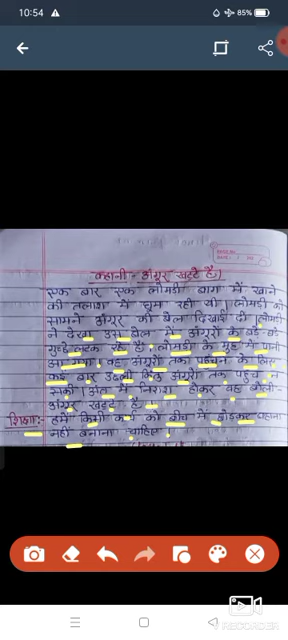 10:54
85%
कहानी:- अंगूर खट्टे हैं।
एक बार एक लोमडी बाग में खाने
की तलाश में घूम रही थी। लोमडी को
सामने अंगूर की बेल दिखाई दी लोमडी
ने देखा उस बेल में अंगूरों के बडे-बडे
गुच्छे लटक रहे हैं। लोमडी के मुह में पानी
आ गया। वह अंगूरों तक पहुंचने के लिए
कई बार उछली किंतु अंगूरों तक पहुंच ना
सकी। अंत में निराश होकर वह बोली-
अंगूर खट्टे हैं।
शिक्षा:- हमें किसी कार्य को बीच में छोडकर बहाना
नहीं बनाना चाहिए।
RECORDER